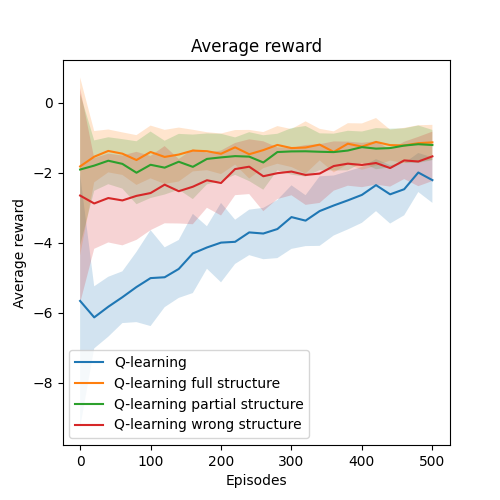 Average reward
Average reward
0
−2
−4
−6
−8
Q-learning
Q-learning full structure
Q-learning partial structure
Q-learning wrong structure
0 100 200 300 400 500
Episodes